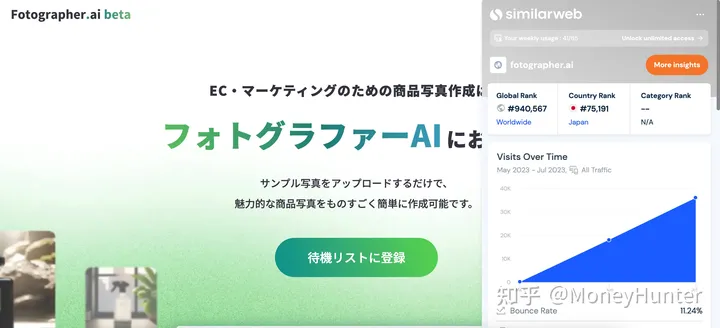 Fotographer.ai beta
EC・マーケティングのための商品写真作成は
フォトグラファーAIにお
サンプル写真をアップロードするだけで、
魅力的な商品写真をものすごく簡単に作成可能です。
待機リストに登録
similarweb
Your weekly usage:
Unlock unlimited access →
fotographer.ai
More insights
Global Rank
#940,567
Worldwide
Country Rank
#75,191
Japan
Category Rank
--
N/A
Visits Over Time
May 2023 - Jul 2023, All Traffic
40K
30K
20K
10K
0
Bounce Rate
11.24%
知乎 @MoneyHunter